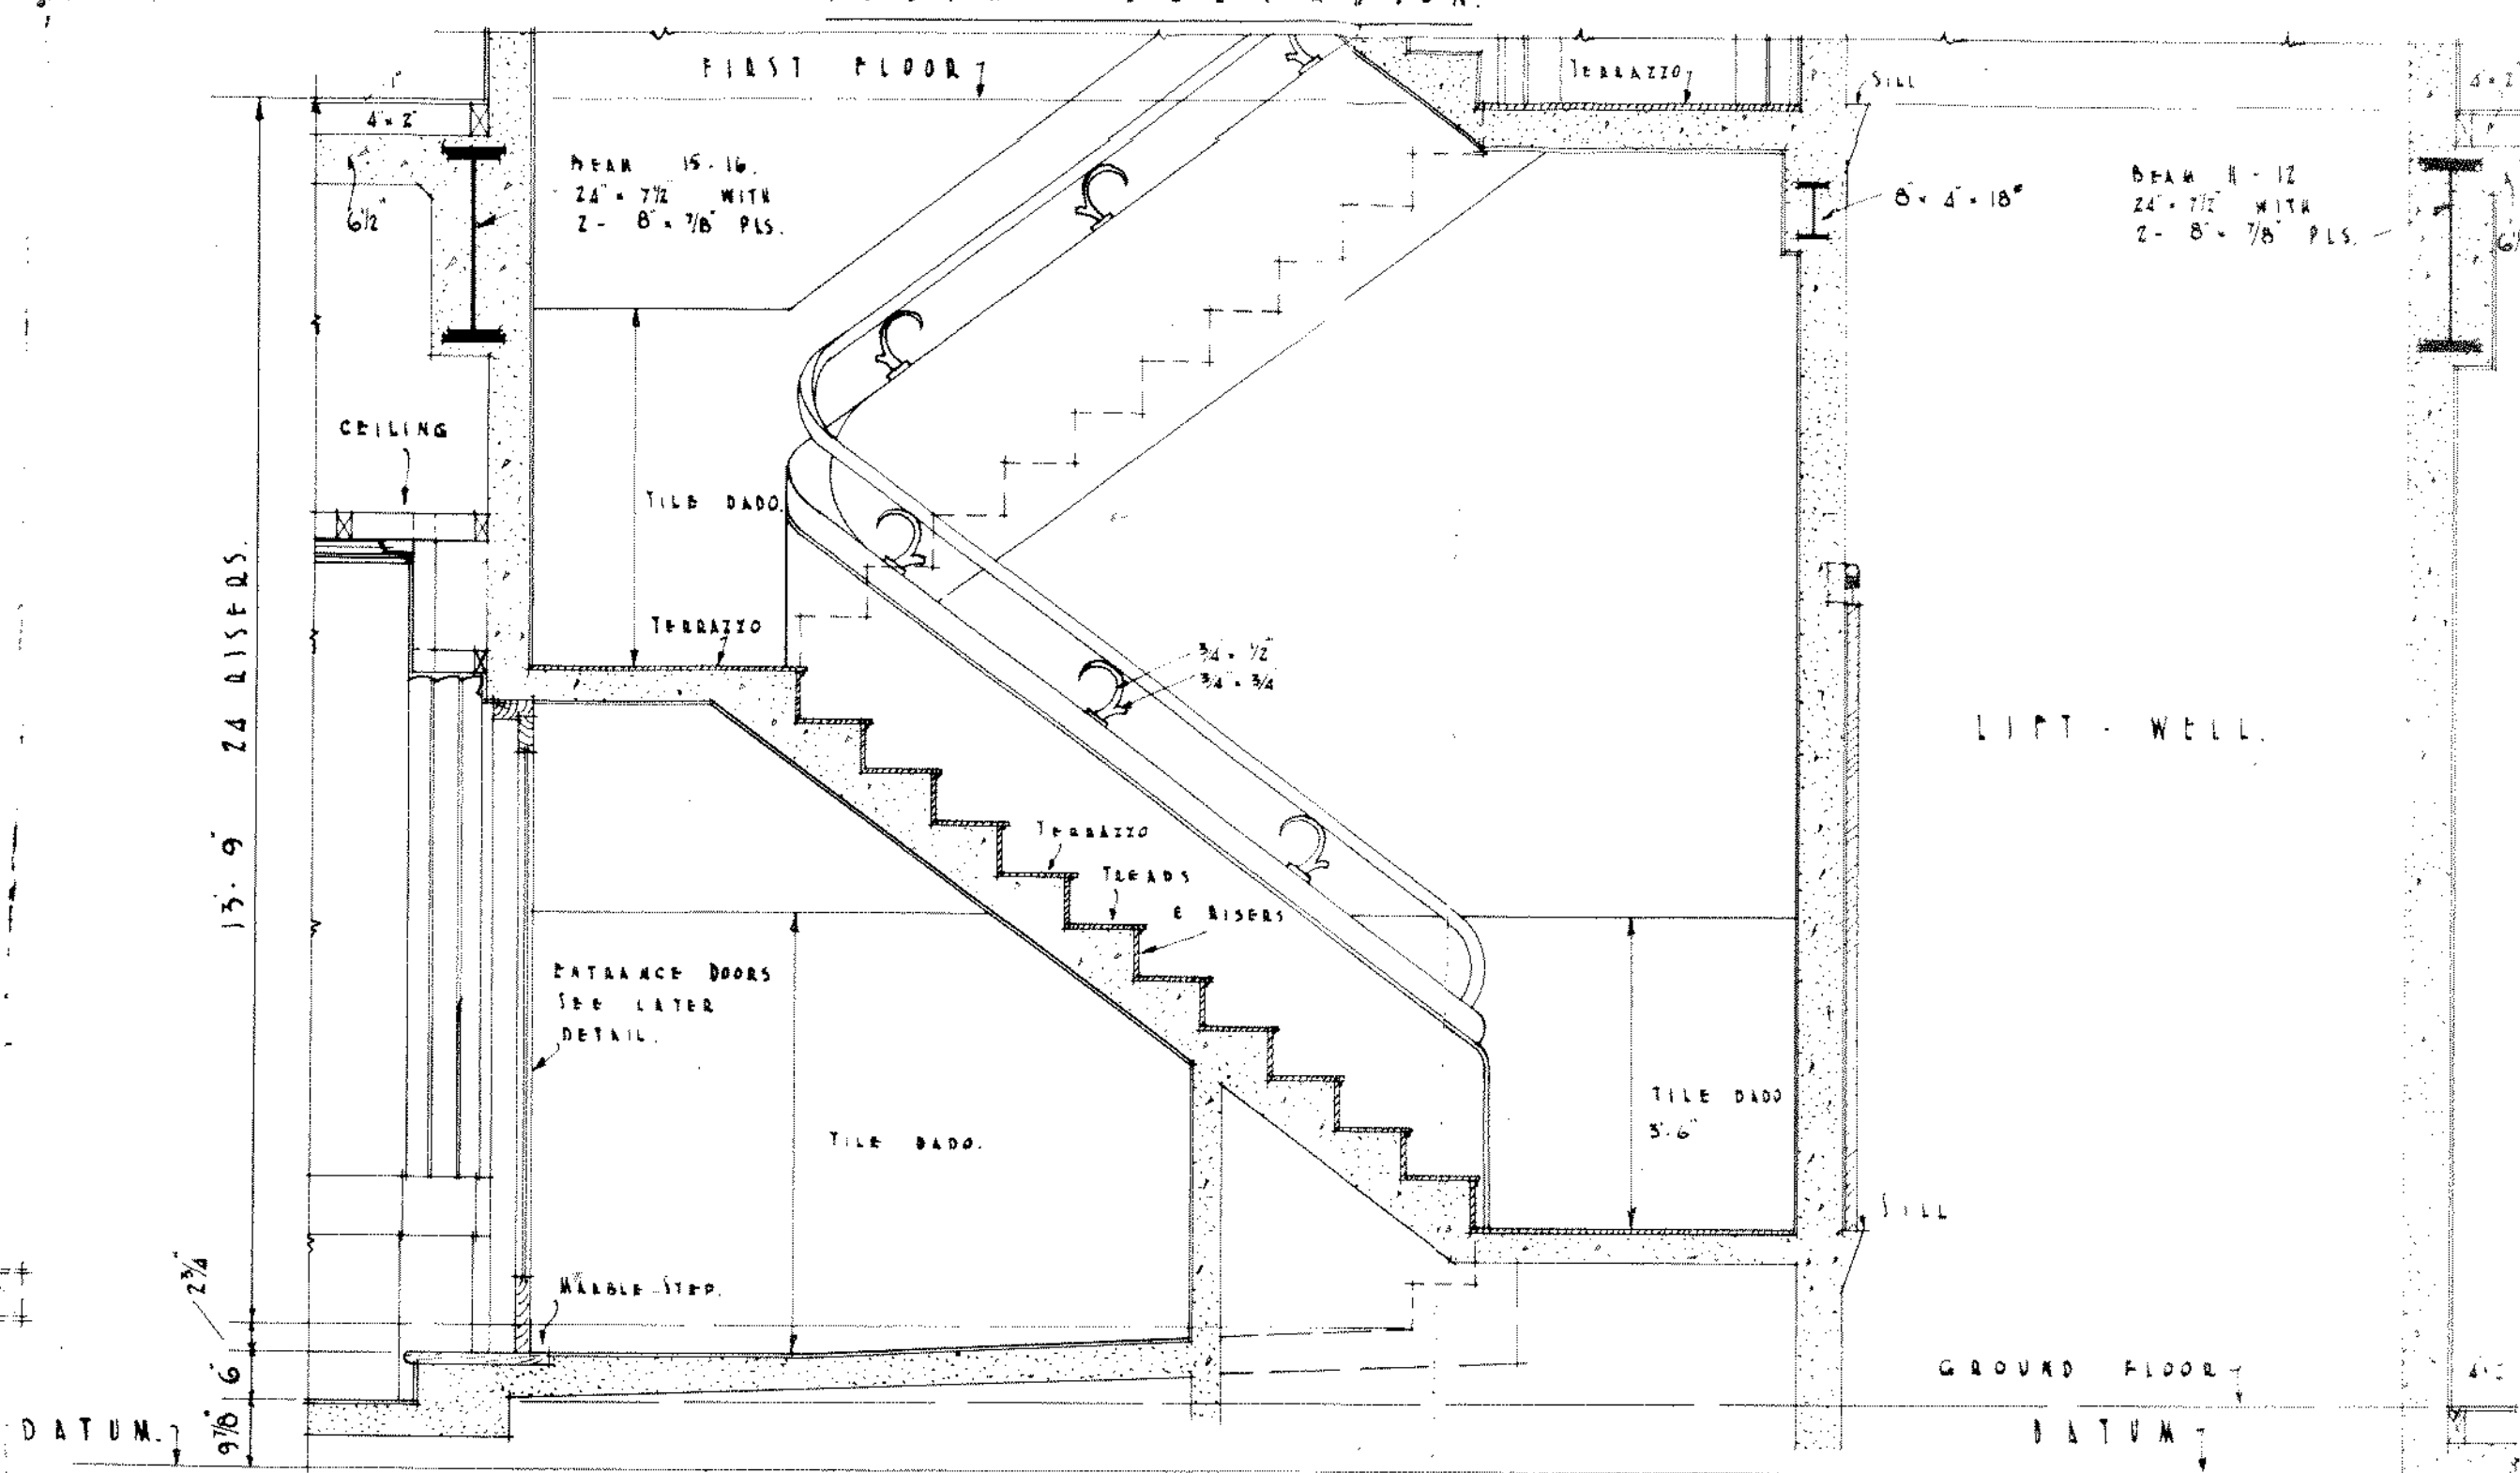 FIRST FLOOR
TERRAZZO
SILL
1"
4" × 2"
6½"
BEAM 15-16.
24" × 7½" WITH
2 - 8" × 7/8" PLS.
8" × 4" × 18#
BEAM 11-12
24" × 7½" WITH
2 - 8" × 7/8" PLS.
CEILING
TILE DADO.
TERRAZZO
¾" × ½"
¾" × ¾"
LIFT-WELL.
13'. 9" 24 RISERS.
TERRAZZO
TREADS
& RISERS
ENTRANCE DOORS
SEE LATER
DETAIL.
TILE DADO.
TILE DADO
3'.6"
SILL
MARBLE STEP.
2¾"
6"
9⅞"
GROUND FLOOR
DATUM.
DATUM